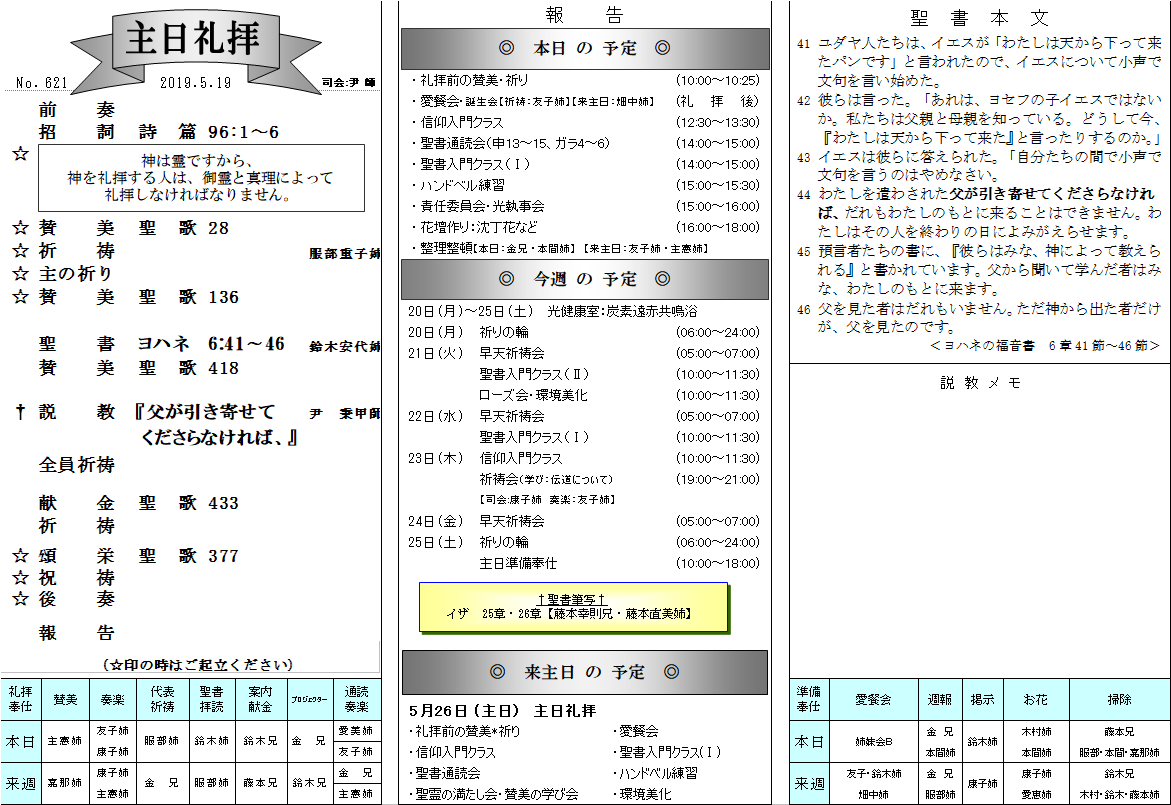 主日礼拝
No. 621
2019.5.19
司会:尹 師
前 奏
招 詞 詩 篇 96:1～6
☆
神は霊ですから、
神を礼拝する人は、御霊と真理によって
礼拝しなければなりません。
☆ 賛 美 聖 歌 28
☆ 祈 祷 服部重子姉
☆ 主の祈り
☆ 賛 美 聖 歌 136
聖 書 ヨハネ 6:41～46 鈴木安代姉
賛 美 聖 歌 418
† 説 教 『父が引き寄せて 尹 秉甲師
くださらなければ、』
全員祈祷
献 金 聖 歌 433
祈 祷
☆ 頌 栄 聖 歌 377
☆ 祝 祷
☆ 後 奏
報 告
(☆印の時はご起立ください)
礼拝奉仕 賛美 奏楽 代表祈祷 聖書拝読 案内献金 プロジェクター 通読奏楽
本日 主憲姉 友子姉 康子姉 服部姉 鈴木姉 鈴木兄 金 兄 愛美姉 友子姉
来週 嘉那姉 康子姉 主憲姉 金 兄 服部姉 藤本兄 鈴木兄 金 兄 主憲姉
報 告
◎ 本日 の 予定 ◎
・礼拝前の賛美・祈り (10:00～10:25)
・愛餐会・誕生会【祈祷:友子姉】【来主日:畑中姉】 (礼 拝 後)
・信仰入門クラス (12:30～13:30)
・聖書通読会(申13～15、ガラ4～6) (14:00～15:00)
・聖書入門クラス(Ⅰ) (14:00～15:00)
・ハンドベル練習 (15:00～15:30)
・責任委員会・光執事会 (15:00～16:00)
・花壇作り:沈丁花など (16:00～18:00)
・整理整頓【本日:金兄・本間姉】 【来主日:友子姉・主憲姉】
◎ 今週 の 予定 ◎
20日(月)～25日(土) 光健康室:炭素遠赤共鳴浴
20日(月) 祈りの輪 (06:00～24:00)
21日(火) 早天祈祷会 (05:00～07:00)
聖書入門クラス(Ⅱ) (10:00～11:30)
ローズ会・環境美化 (10:00～11:30)
22日(水) 早天祈祷会 (05:00～07:00)
聖書入門クラス(Ⅰ) (10:00～11:30)
23日(木) 信仰入門クラス (10:00～11:30)
祈祷会(学び:伝道について) (19:00～21:00)
【司会:康子姉 奏楽:友子姉】
24日(金) 早天祈祷会 (05:00～07:00)
25日(土) 祈りの輪 (06:00～24:00)
主日準備奉仕 (10:00～18:00)
†聖書筆写†
イザ 25章・26章【藤本幸則兄・藤本直美姉】
◎ 来主日 の 予定 ◎
5月26日(主日) 主日礼拝
・礼拝前の賛美*祈り ・愛餐会
・信仰入門クラス ・聖書入門クラス(Ⅰ)
・聖書通読会 ・ハンドベル練習
・聖霊の満たし会・賛美の学び会 ・環境美化
聖 書 本 文
41 ユダヤ人たちは、イエスが「わたしは天から下って来
たパンです」と言われたので、イエスについて小声で
文句を言い始めた。
42 彼らは言った。「あれは、ヨセフの子イエスではない
か。私たちは父親と母親を知っている。どうして今、
『わたしは天から下って来た』と言ったりするのか。」
43 イエスは彼らに答えられた。「自分たちの間で小声で
文句を言うのはやめなさい。
44 わたしを遣わされた父が引き寄せてくださらなけれ
ば、だれもわたしのもとに来ることはできません。わ
たしはその人を終わりの日によみがえらせます。
45 預言者たちの書に、『彼らはみな、神によって教えら
れる』と書かれています。父から聞いて学んだ者はみ
な、わたしのもとに来ます。
46 父を見た者はだれもいません。ただ神から出た者だけ
が、父を見たのです。
＜ヨハネの福音書 6章41節～46節＞
説 教 メ モ
準備奉仕 愛餐会 週報 掲示 お花 掃除
本日 姉妹会B 金 兄 本間姉 鈴木姉 木村姉 本間姉 藤本兄 服部・本間・嘉那姉
来週 友子・鈴木姉 畑中姉 金 兄 服部姉 康子姉 康子姉 愛恵姉 鈴木兄 木村・鈴木・藤本姉